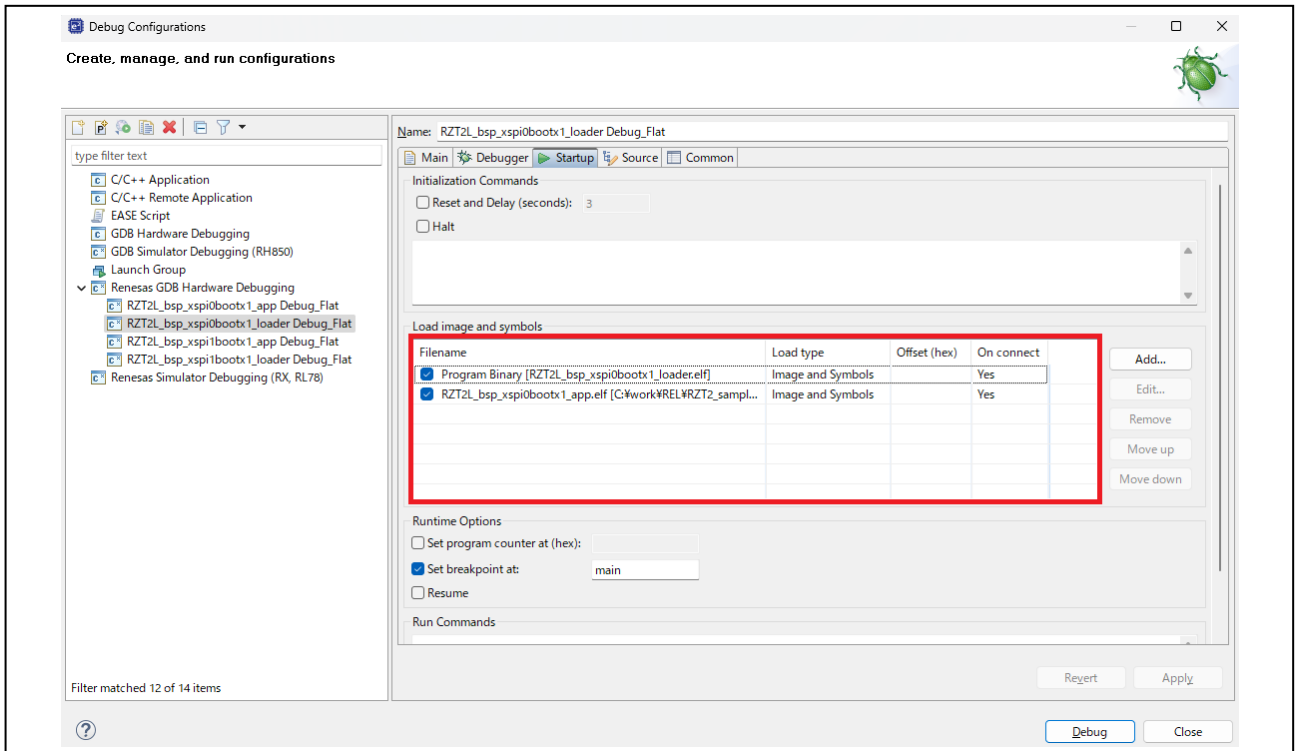 Debug Configurations
Create, manage, and run configurations
type filter text
C/C++ Application
C/C++ Remote Application
EASE Script
GDB Hardware Debugging
GDB Simulator Debugging (RH850)
Launch Group
Renesas GDB Hardware Debugging
RZT2L_bsp_xspi0bootx1_app Debug_Flat
RZT2L_bsp_xspi0bootx1_loader Debug_Flat
RZT2L_bsp_xspi1bootx1_app Debug_Flat
RZT2L_bsp_xspi1bootx1_loader Debug_Flat
Renesas Simulator Debugging (RX, RL78)
Filter matched 12 of 14 items
Name: RZT2L_bsp_xspi0bootx1_loader Debug_Flat
Main Debugger Startup Source Common
Initialization Commands
Reset and Delay (seconds): 3
Halt
Load image and symbols
Filename Load type Offset (hex) On connect
Program Binary [RZT2L_bsp_xspi0bootx1_loader.elf] Image and Symbols Yes
RZT2L_bsp_xspi0bootx1_app.elf [C:¥work¥REL¥RZT2_sampl... Image and Symbols Yes
Add...
Edit...
Remove
Move up
Move down
Runtime Options
Set program counter at (hex):
Set breakpoint at: main
Resume
Run Commands
Revert Apply
Debug Close